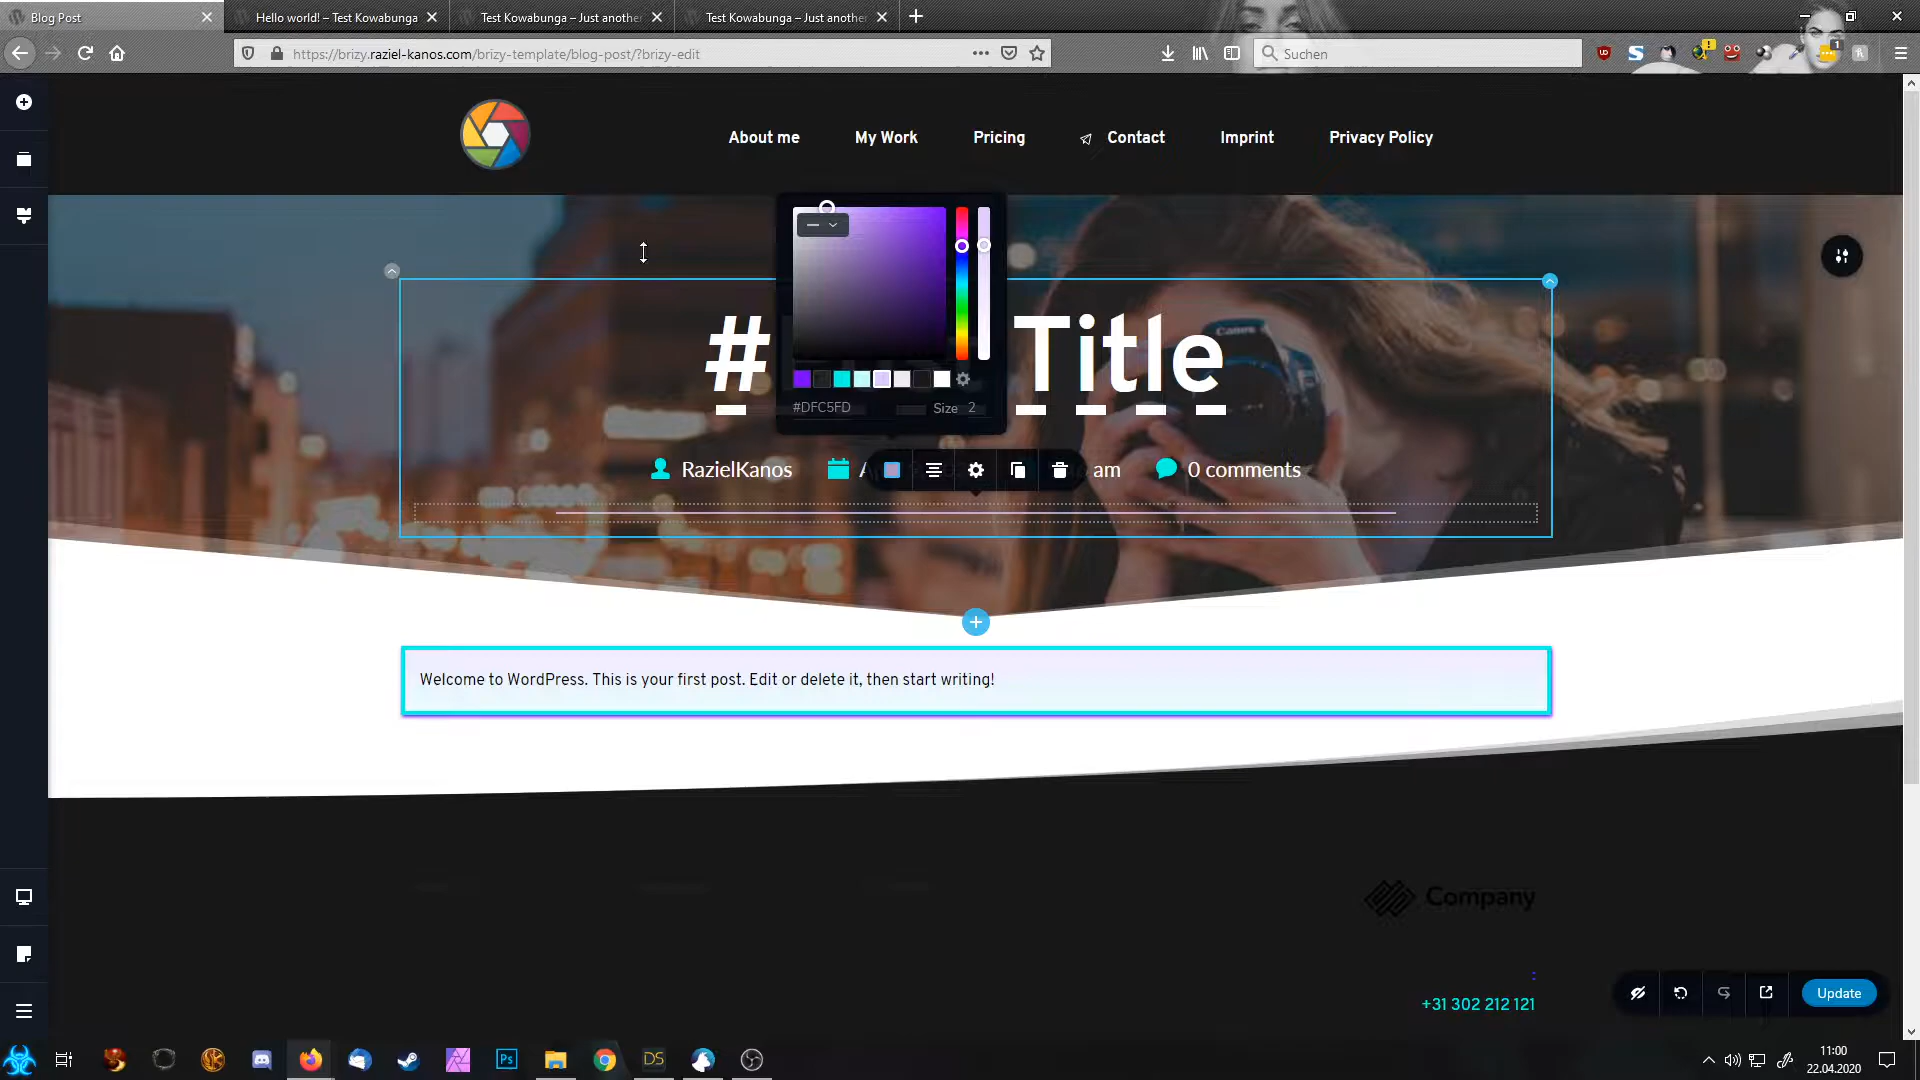 Blog Post
Hello world! – Test Kowabunga
Test Kowabunga – Just another
Test Kowabunga – Just another
https://brizy.raziel-kanos.com/brizy-template/blog-post/?brizy-edit
Suchen
About me
My Work
Pricing
Contact
Imprint
Privacy Policy
# Title
#DFC5FD
Size 2
RazielKanos
am
0 comments
Canon
Welcome to WordPress. This is your first post. Edit or delete it, then start writing!
Company
:
+31 302 212 121
Update
11:00
22.04.2020